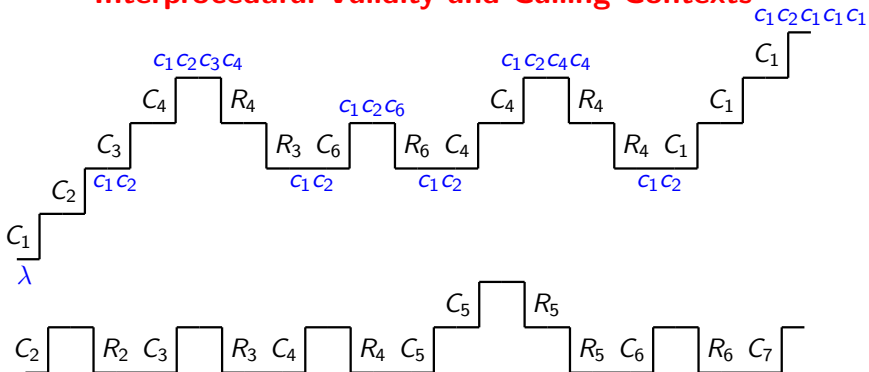 Interprocedural Validity and Calling Contexts
c1c2c1c1c1
c1c2c3c4 c1c2c4c4 C1
C4 R4 c1c2c6 C4 R4 C1
C3 R3 C6 R6 C4 R4 C1
c1c2 c1c2 c1c2 c1c2
C2
C1
λ
C5 R5
C2 R2 C3 R3 C4 R4 C5 R5 C6 R6 C7